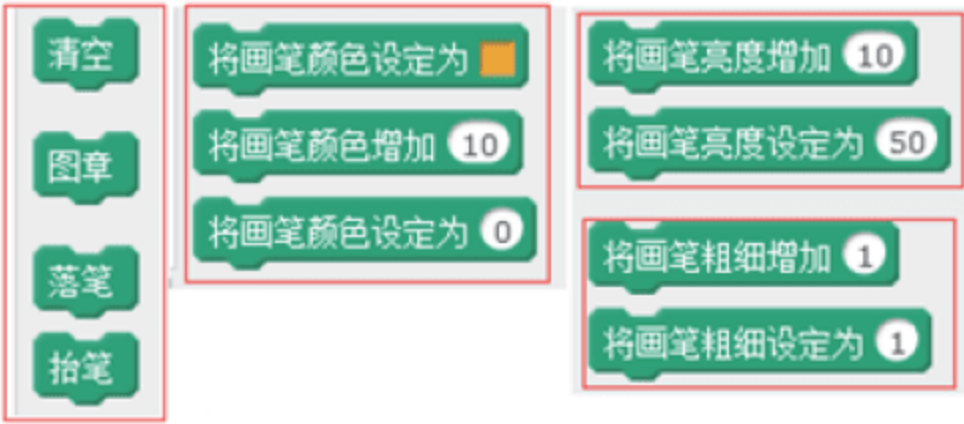 清空
图章
落笔
抬笔
将画笔颜色设定为
将画笔颜色增加 10
将画笔颜色设定为 0
将画笔亮度增加 10
将画笔亮度设定为 50
将画笔粗细增加 1
将画笔粗细设定为 1